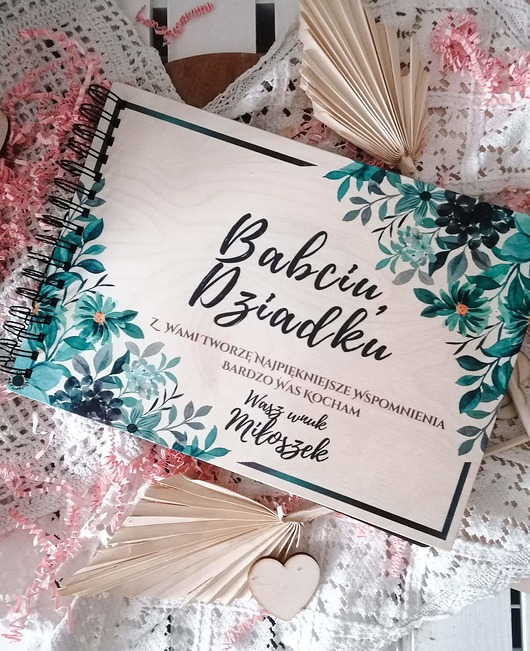 Babciu,
Dziadku
Z Wami tworzę najpiękniejsze wspomnienia
Bardzo Was Kocham
Wasz wnuk
Miłoszek